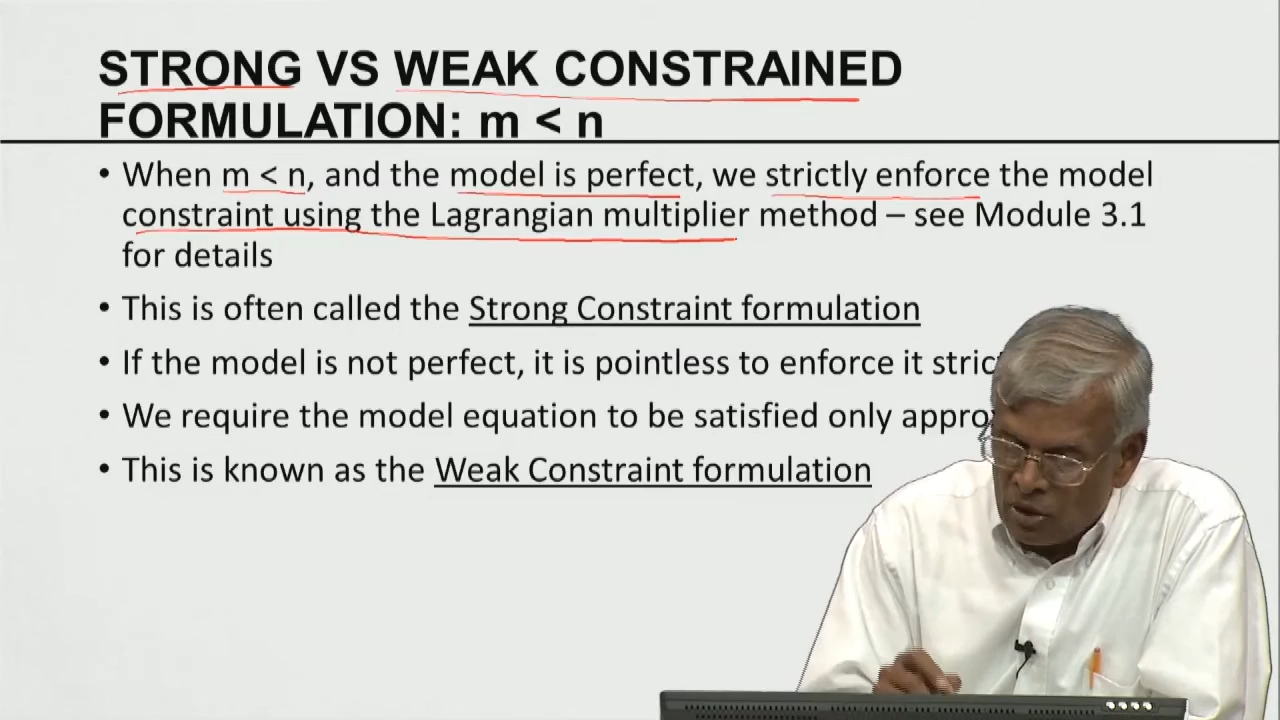 STRONG VS WEAK CONSTRAINED
FORMULATION: m < n
• When m < n, and the model is perfect, we strictly enforce the model
constraint using the Lagrangian multiplier method – see Module 3.1
for details
• This is often called the Strong Constraint formulation
• If the model is not perfect, it is pointless to enforce it
• We require the model equation to be satisfied only
• This is known as the Weak Constraint formulation